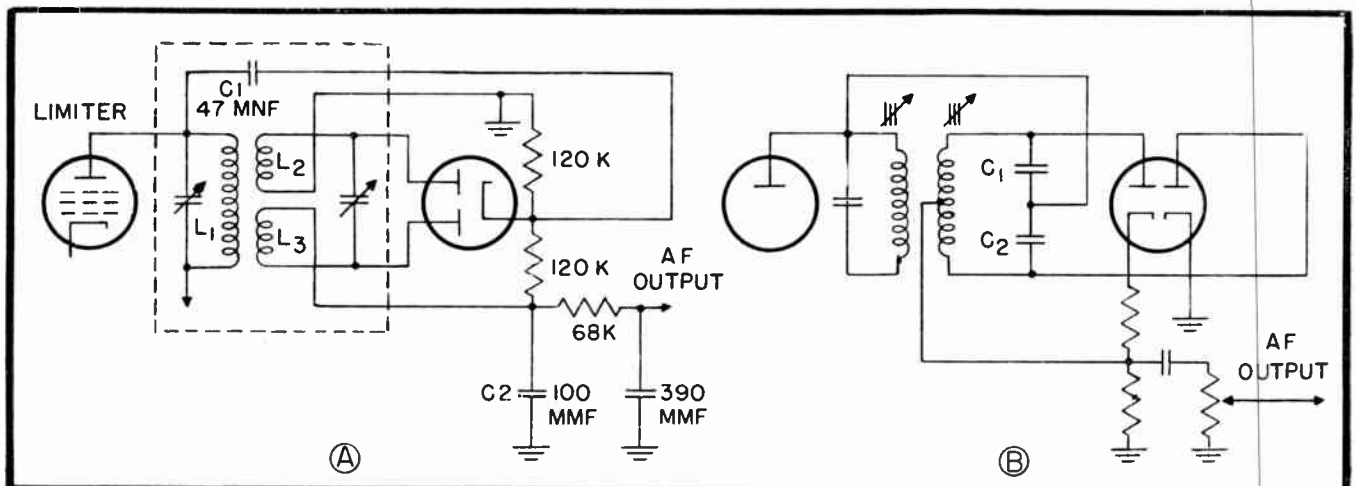 LIMITER
C1
47 MNF
L1
L2
L3
120 K
120 K
68K
AF
OUTPUT
C2
100
MMF
390
MMF
A
C1
C2
AF
OUTPUT
B